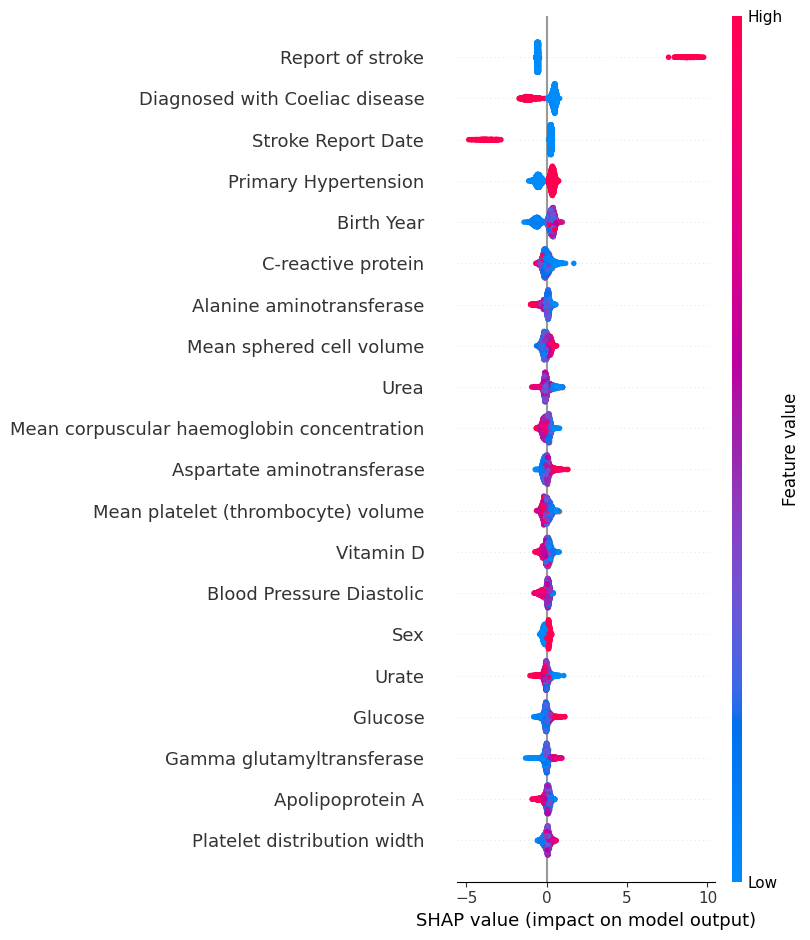 High
Report of stroke
Diagnosed with Coeliac disease
Stroke Report Date
Primary Hypertension
Birth Year
C-reactive protein
Alanine aminotransferase
Mean sphered cell volume
Urea
Mean corpuscular haemoglobin concentration
Aspartate aminotransferase
Mean platelet (thrombocyte) volume
Vitamin D
Blood Pressure Diastolic
Sex
Urate
Glucose
Gamma glutamyltransferase
Apolipoprotein A
Platelet distribution width
Feature value
Low
−5 0 5 10
SHAP value (impact on model output)